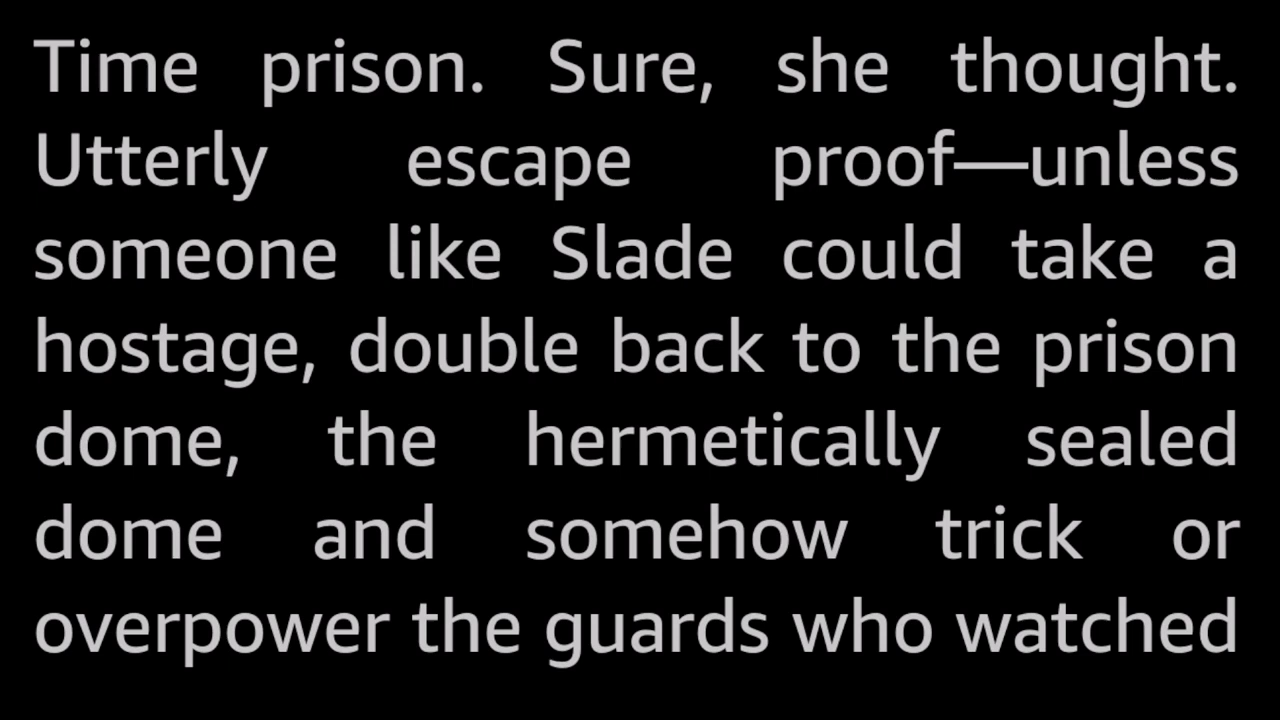 Time prison. Sure, she thought.
Utterly escape proof—unless
someone like Slade could take a
hostage, double back to the prison
dome, the hermetically sealed
dome and somehow trick or
overpower the guards who watched